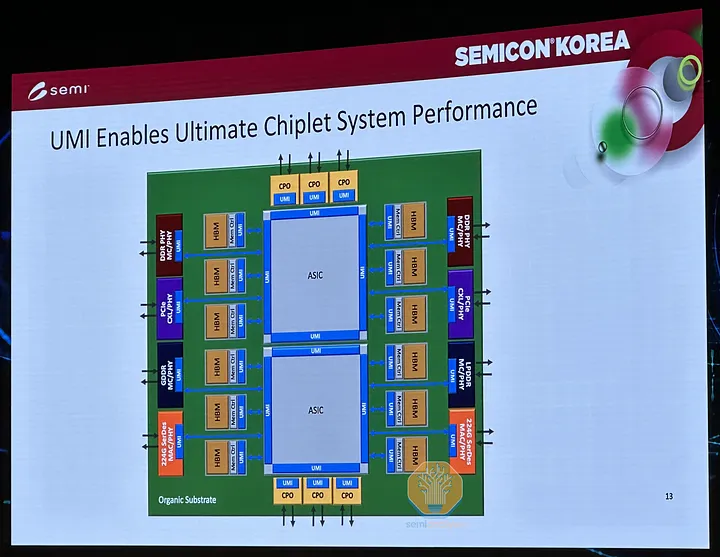 semi
SEMICON® KOREA
UMI Enables Ultimate Chiplet System Performance
CPO
CPO
CPO
UMI
UMI
UMI
UMI
DDR PHY
MC/PHY
UMI
HBM
Mem Ctrl
UMI
UMI
Mem Ctrl
HBM
UMI
DDR PHY
MC/PHY
HBM
Mem Ctrl
UMI
UMI
ASIC
UMI
UMI
Mem Ctrl
HBM
PCIe
CXL/PHY
UMI
HBM
Mem Ctrl
UMI
UMI
Mem Ctrl
HBM
UMI
PCIe
CXL/PHY
UMI
UMI
GDDR
MC/PHY
UMI
HBM
Mem Ctrl
UMI
UMI
Mem Ctrl
HBM
UMI
LPDDR
MC/PHY
HBM
Mem Ctrl
UMI
UMI
ASIC
UMI
UMI
Mem Ctrl
HBM
224G SerDes
MAC/PHY
UMI
HBM
Mem Ctrl
UMI
UMI
Mem Ctrl
HBM
UMI
224G SerDes
MAC/PHY
UMI
UMI
UMI
UMI
CPO
CPO
CPO
Organic Substrate
13